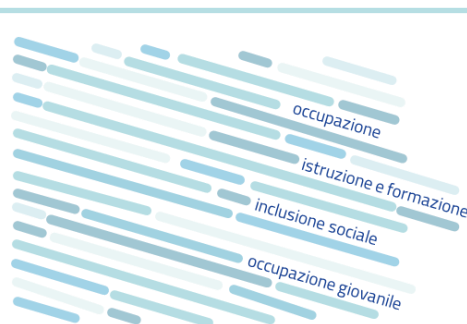 occupazione
istruzione e formazione
inclusione sociale
occupazione giovanile